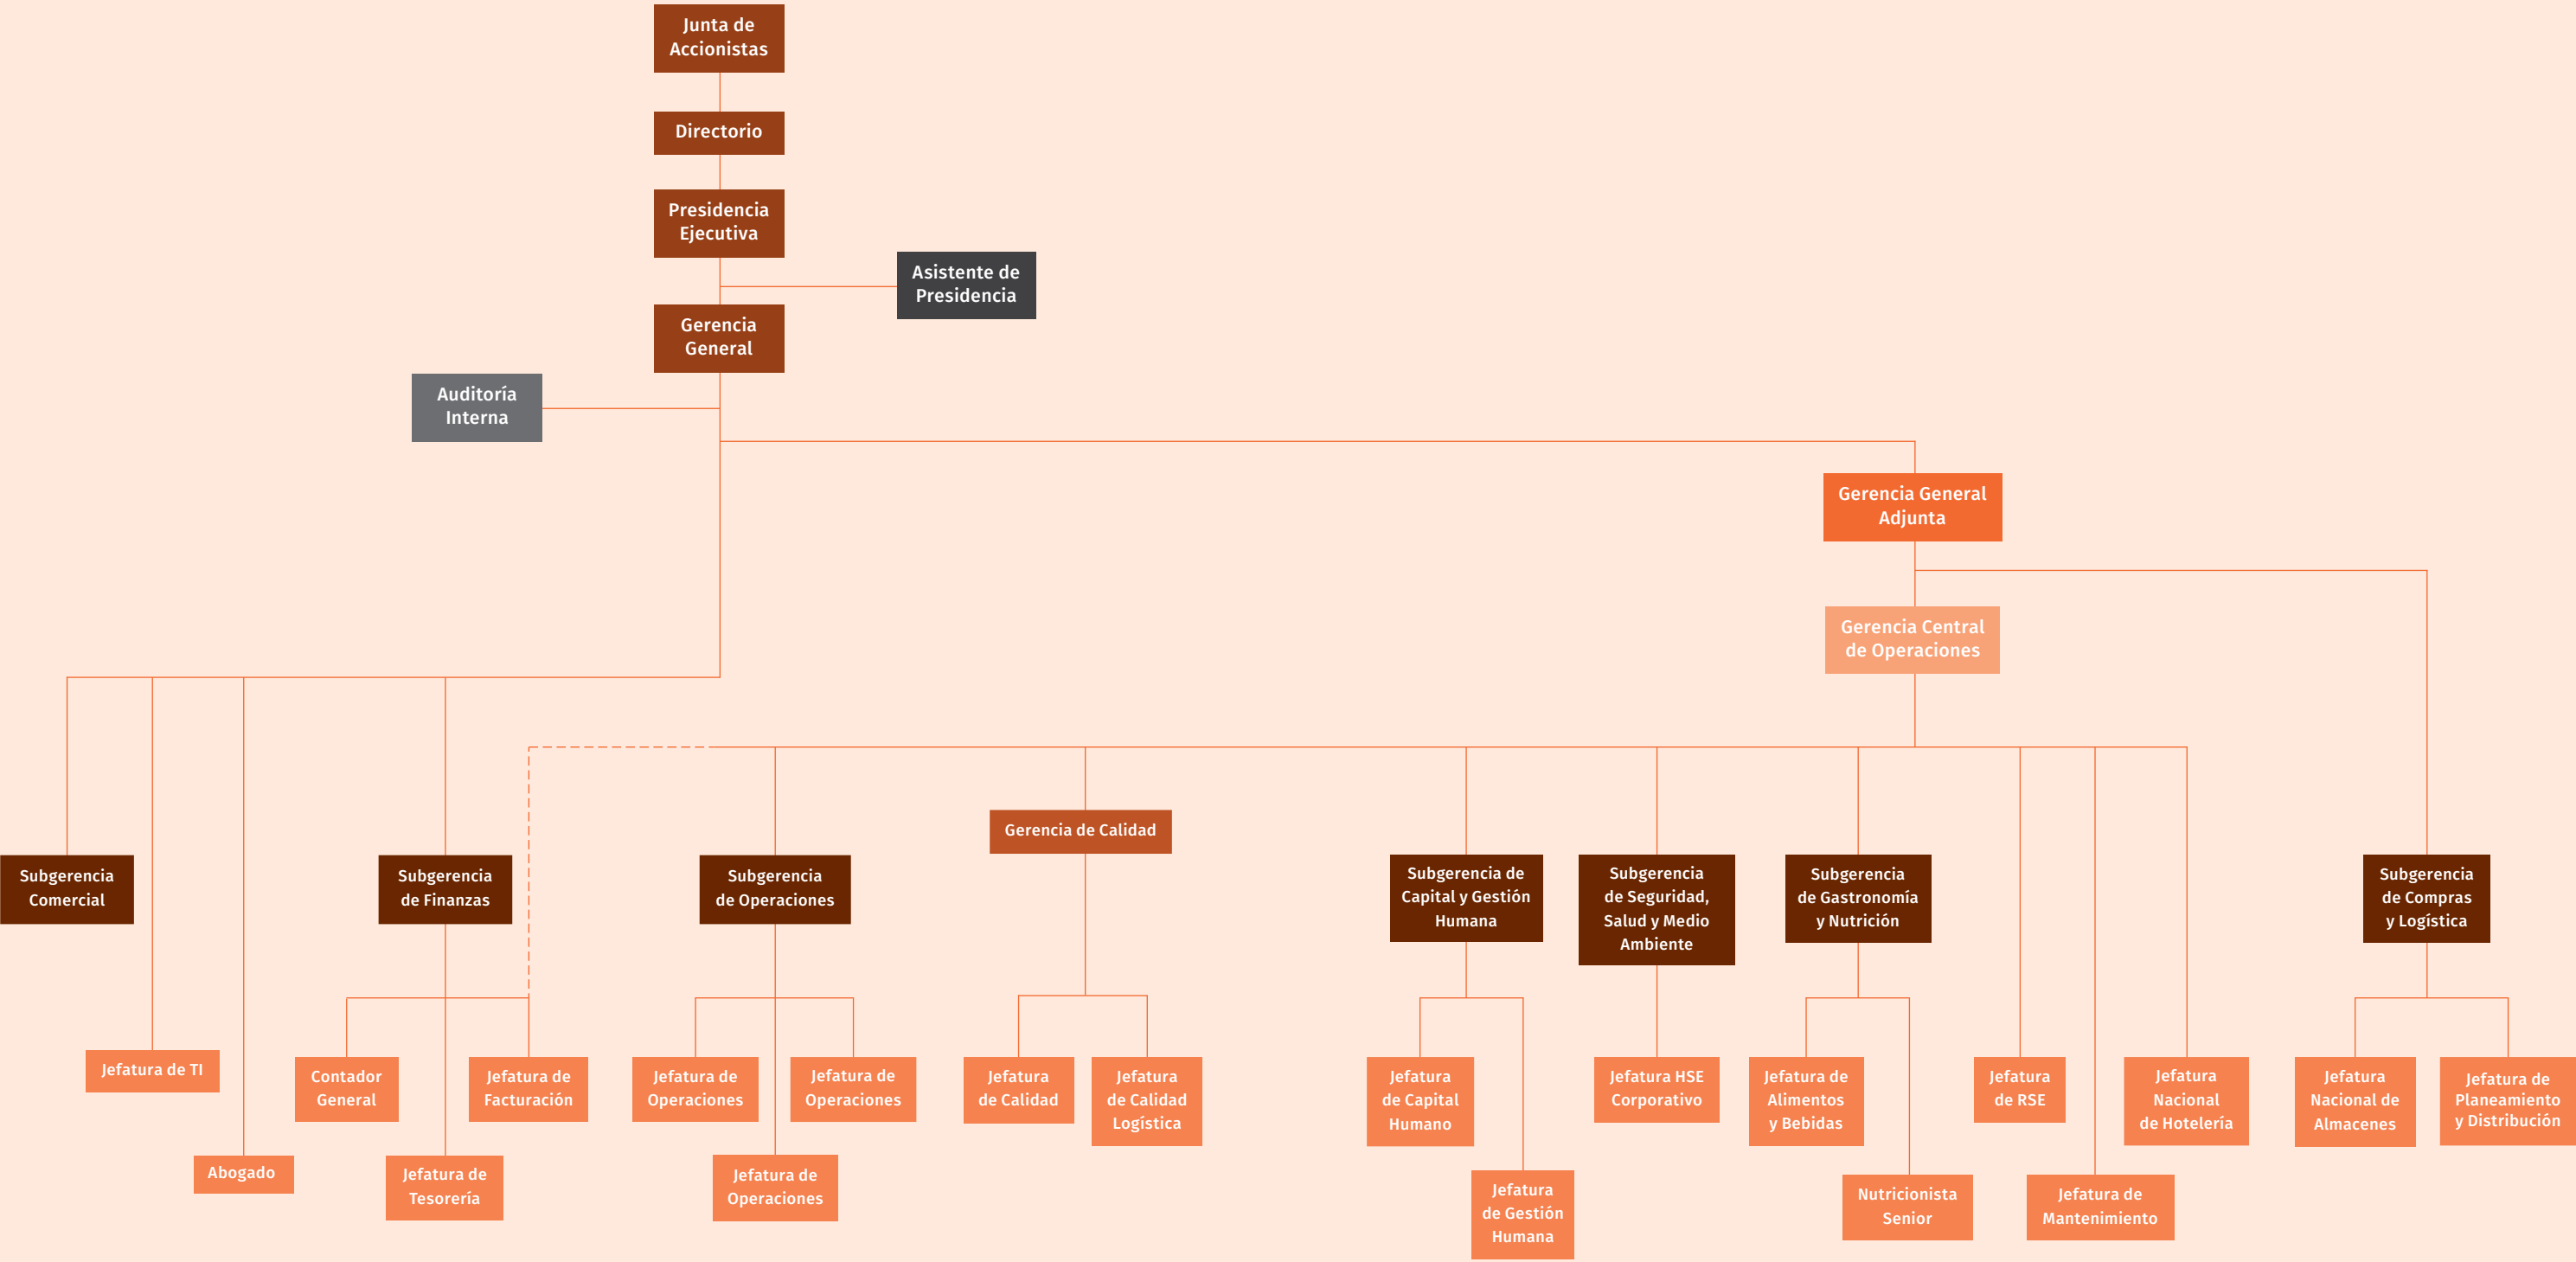 Junta de
Accionistas
Directorio
Presidencia
Ejecutiva
Asistente de
Presidencia
Gerencia
General
Auditoría
Interna
Gerencia General
Adjunta
Gerencia Central
de Operaciones
Gerencia de Calidad
Subgerencia
Comercial
Subgerencia
de Finanzas
Subgerencia
de Operaciones
Subgerencia de
Capital y Gestión
Humana
Subgerencia
de Seguridad,
Salud y Medio
Ambiente
Subgerencia
de Gastronomía
y Nutrición
Subgerencia
de Compras
y Logística
Jefatura de TI
Contador
General
Jefatura de
Facturación
Jefatura de
Operaciones
Jefatura de
Operaciones
Jefatura
de Calidad
Jefatura
de Calidad
Logística
Jefatura
de Capital
Humano
Jefatura HSE
Corporativo
Jefatura de
Alimentos
y Bebidas
Jefatura
de RSE
Jefatura
Nacional
de Hotelería
Jefatura
Nacional de
Almacenes
Jefatura de
Planeamiento
y Distribución
Abogado
Jefatura de
Tesorería
Jefatura de
Operaciones
Jefatura
de Gestión
Humana
Nutricionista
Senior
Jefatura de
Mantenimiento